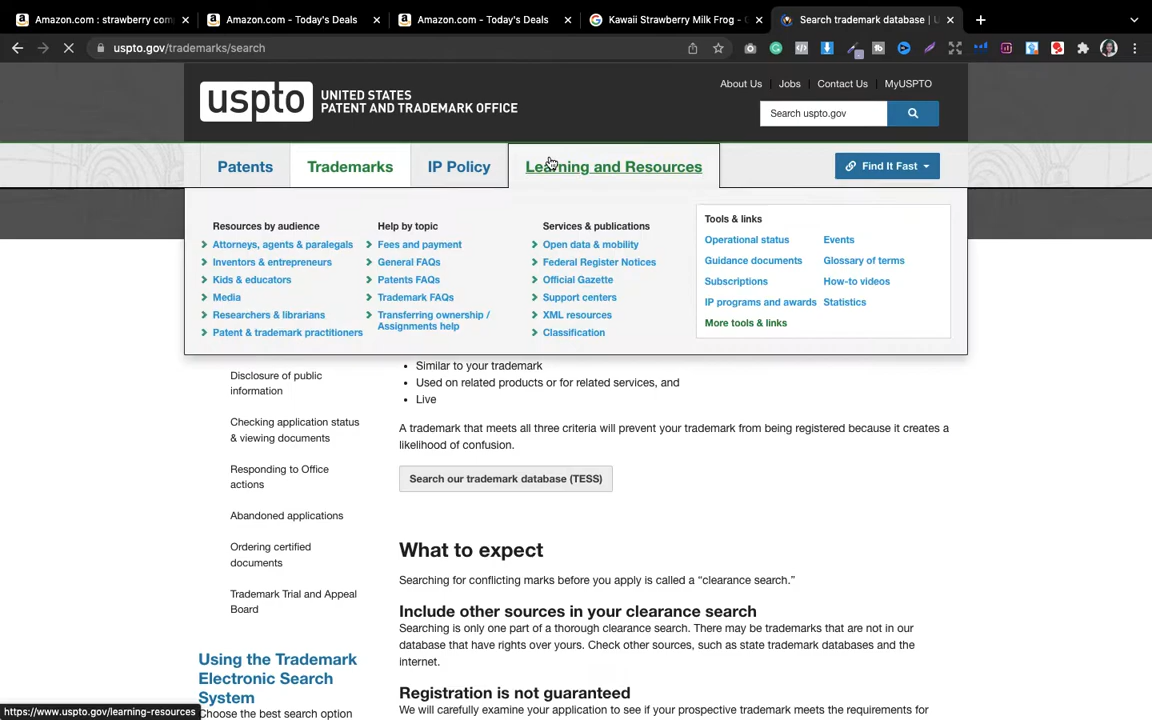 Amazon.com : strawberry com
Amazon.com - Today's Deals
Amazon.com - Today's Deals
Kawaii Strawberry Milk Frog - G
Search trademark database | U
uspto.gov/trademarks/search
About Us | Jobs | Contact Us | MyUSPTO
uspto UNITED STATES
PATENT AND TRADEMARK OFFICE
Search uspto.gov
Patents
Trademarks
IP Policy
Learning and Resources
Find It Fast
Resources by audience
Attorneys, agents & paralegals
Inventors & entrepreneurs
Kids & educators
Media
Researchers & librarians
Patent & trademark practitioners
Help by topic
Fees and payment
General FAQs
Patents FAQs
Trademark FAQs
Transferring ownership /
Assignments help
Services & publications
Open data & mobility
Federal Register Notices
Official Gazette
Support centers
XML resources
Classification
Tools & links
Operational status
Events
Guidance documents
Glossary of terms
Subscriptions
How-to videos
IP programs and awards
Statistics
More tools & links
Disclosure of public
information
Checking application status
& viewing documents
Responding to Office
actions
Abandoned applications
Ordering certified
documents
Trademark Trial and Appeal
Board
Using the Trademark
Electronic Search
System
Choose the best search option
• Similar to your trademark
• Used on related products or for related services, and
• Live
A trademark that meets all three criteria will prevent your trademark from being registered because it creates a
likelihood of confusion.
Search our trademark database (TESS)
What to expect
Searching for conflicting marks before you apply is called a “clearance search.”
Include other sources in your clearance search
Searching is only one part of a thorough clearance search. There may be trademarks that are not in our
database that have rights over yours. Check other sources, such as state trademark databases and the
internet.
Registration is not guaranteed
We will carefully examine your application to see if your prospective trademark meets the requirements for
https://www.uspto.gov/learning-resources